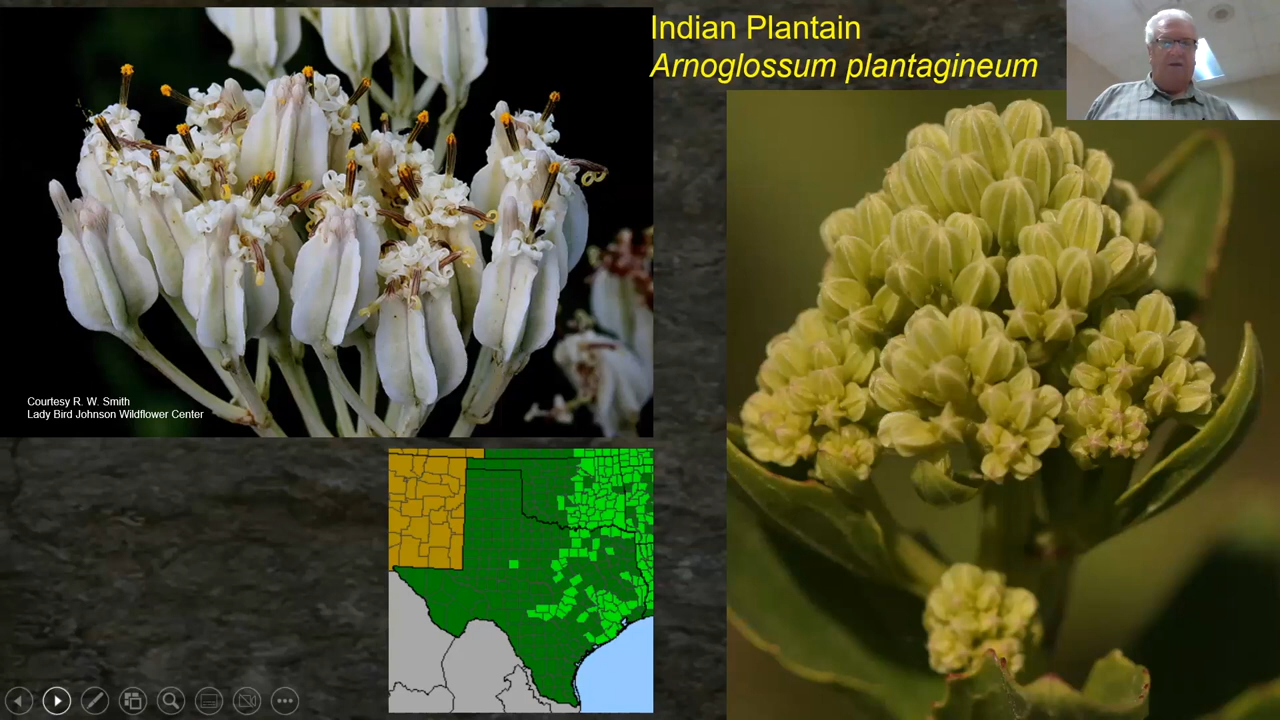 Indian Plantain
Arnoglossum plantagineum
Courtesy R. W. Smith
Lady Bird Johnson Wildflower Center